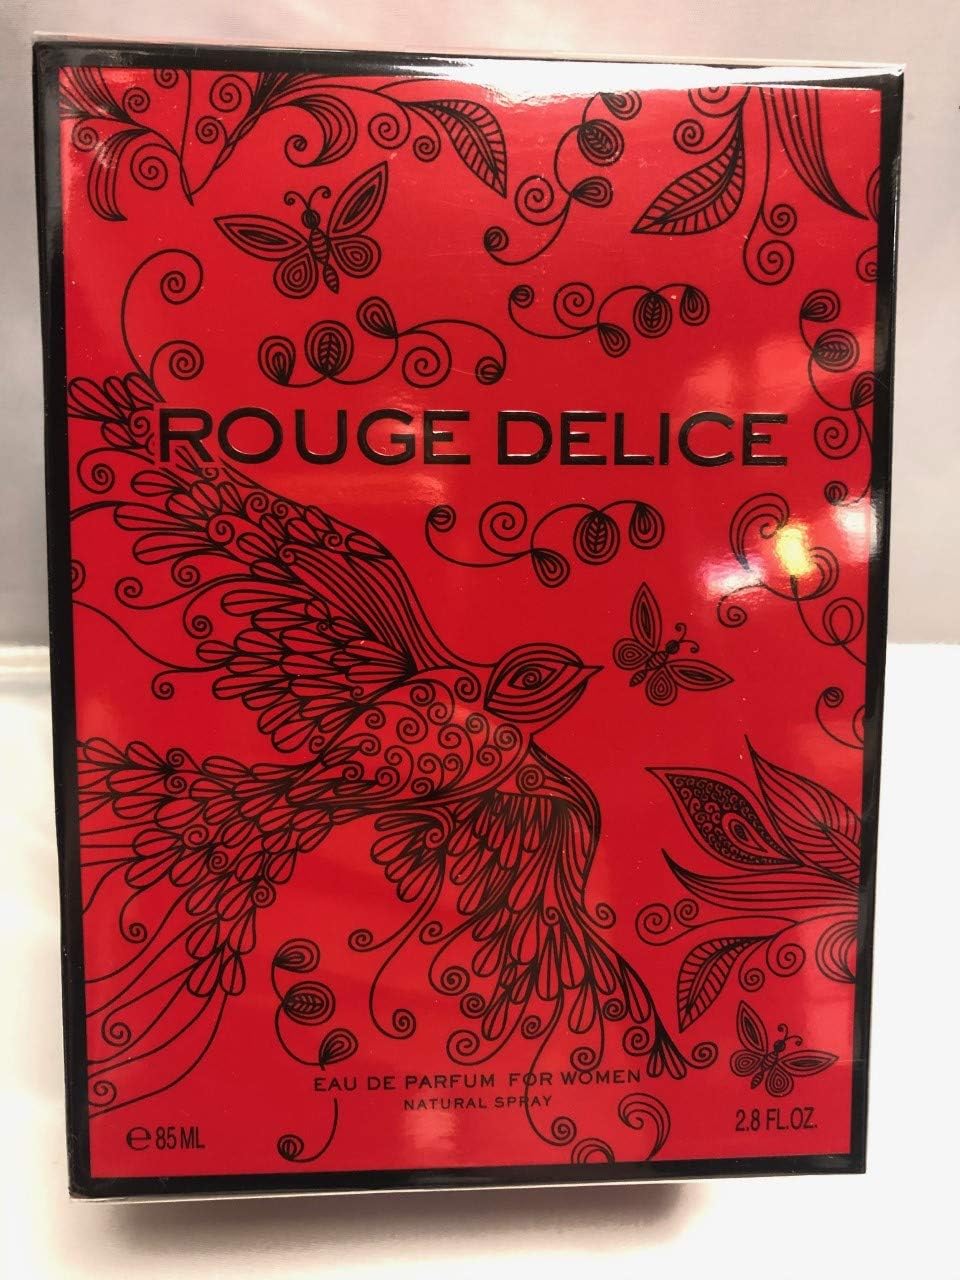 ROUGE DELICE
EAU DE PARFUM FOR WOMEN
NATURAL SPRAY
℮ 85 ML
2.8 FL.OZ.